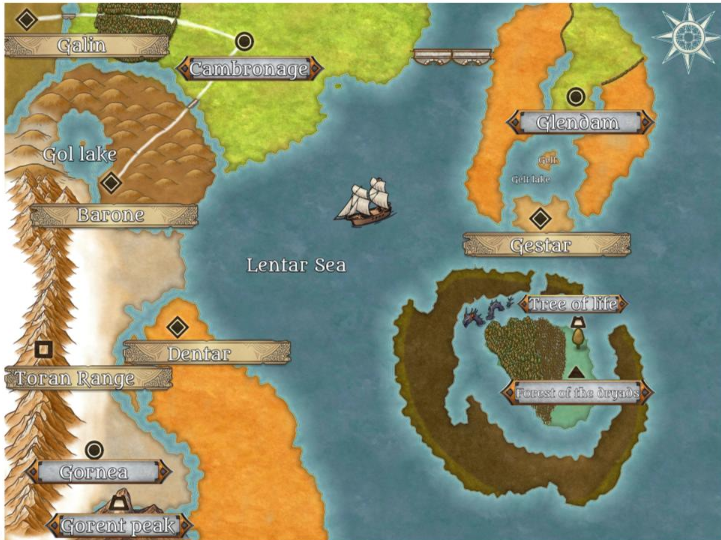 Galin
Cambronage
Glendam
Gol lake
Geli lake
Barone
Gestar
Lentar Sea
Tree of life
Dentar
Toran Range
Forest of the dryads
Gornea
Gorent peak